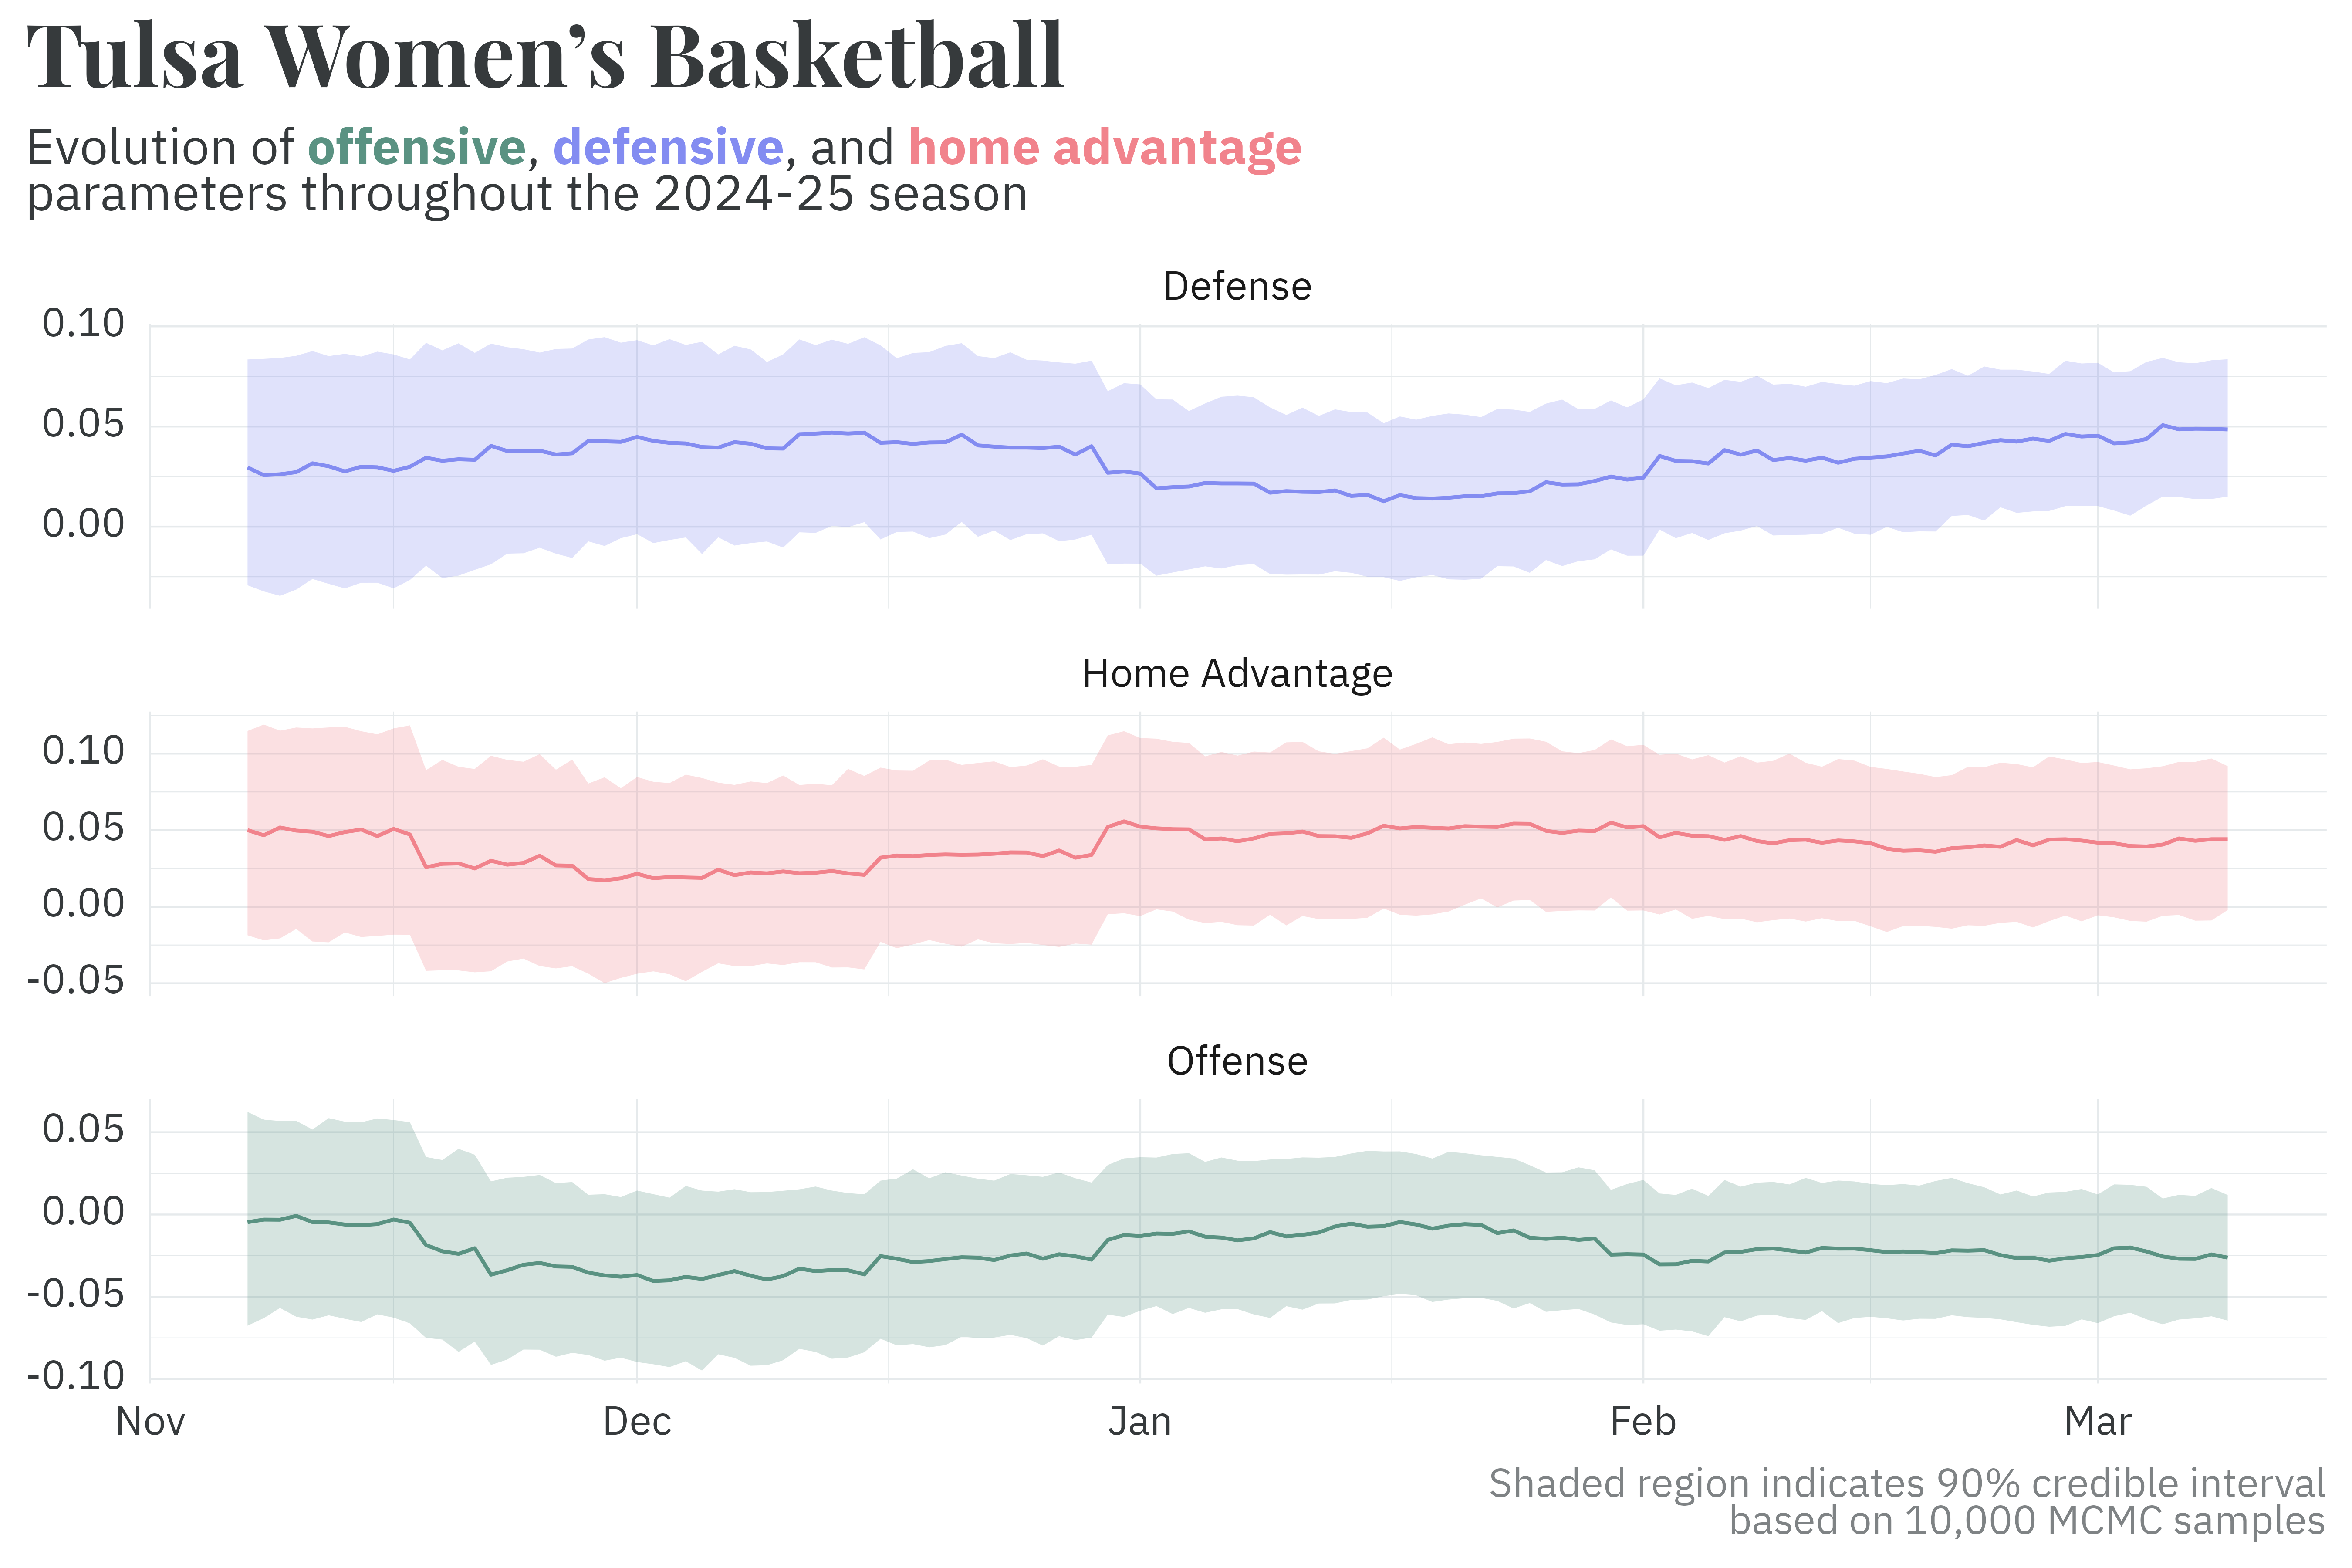 Tulsa Women’s Basketball
Evolution of offensive, defensive, and home advantage
parameters throughout the 2024-25 season
Defense
0.10
0.05
0.00
Home Advantage
0.10
0.05
0.00
-0.05
Offense
0.05
0.00
-0.05
-0.10
Nov Dec Jan Feb Mar
Shaded region indicates 90% credible interval
based on 10,000 MCMC samples